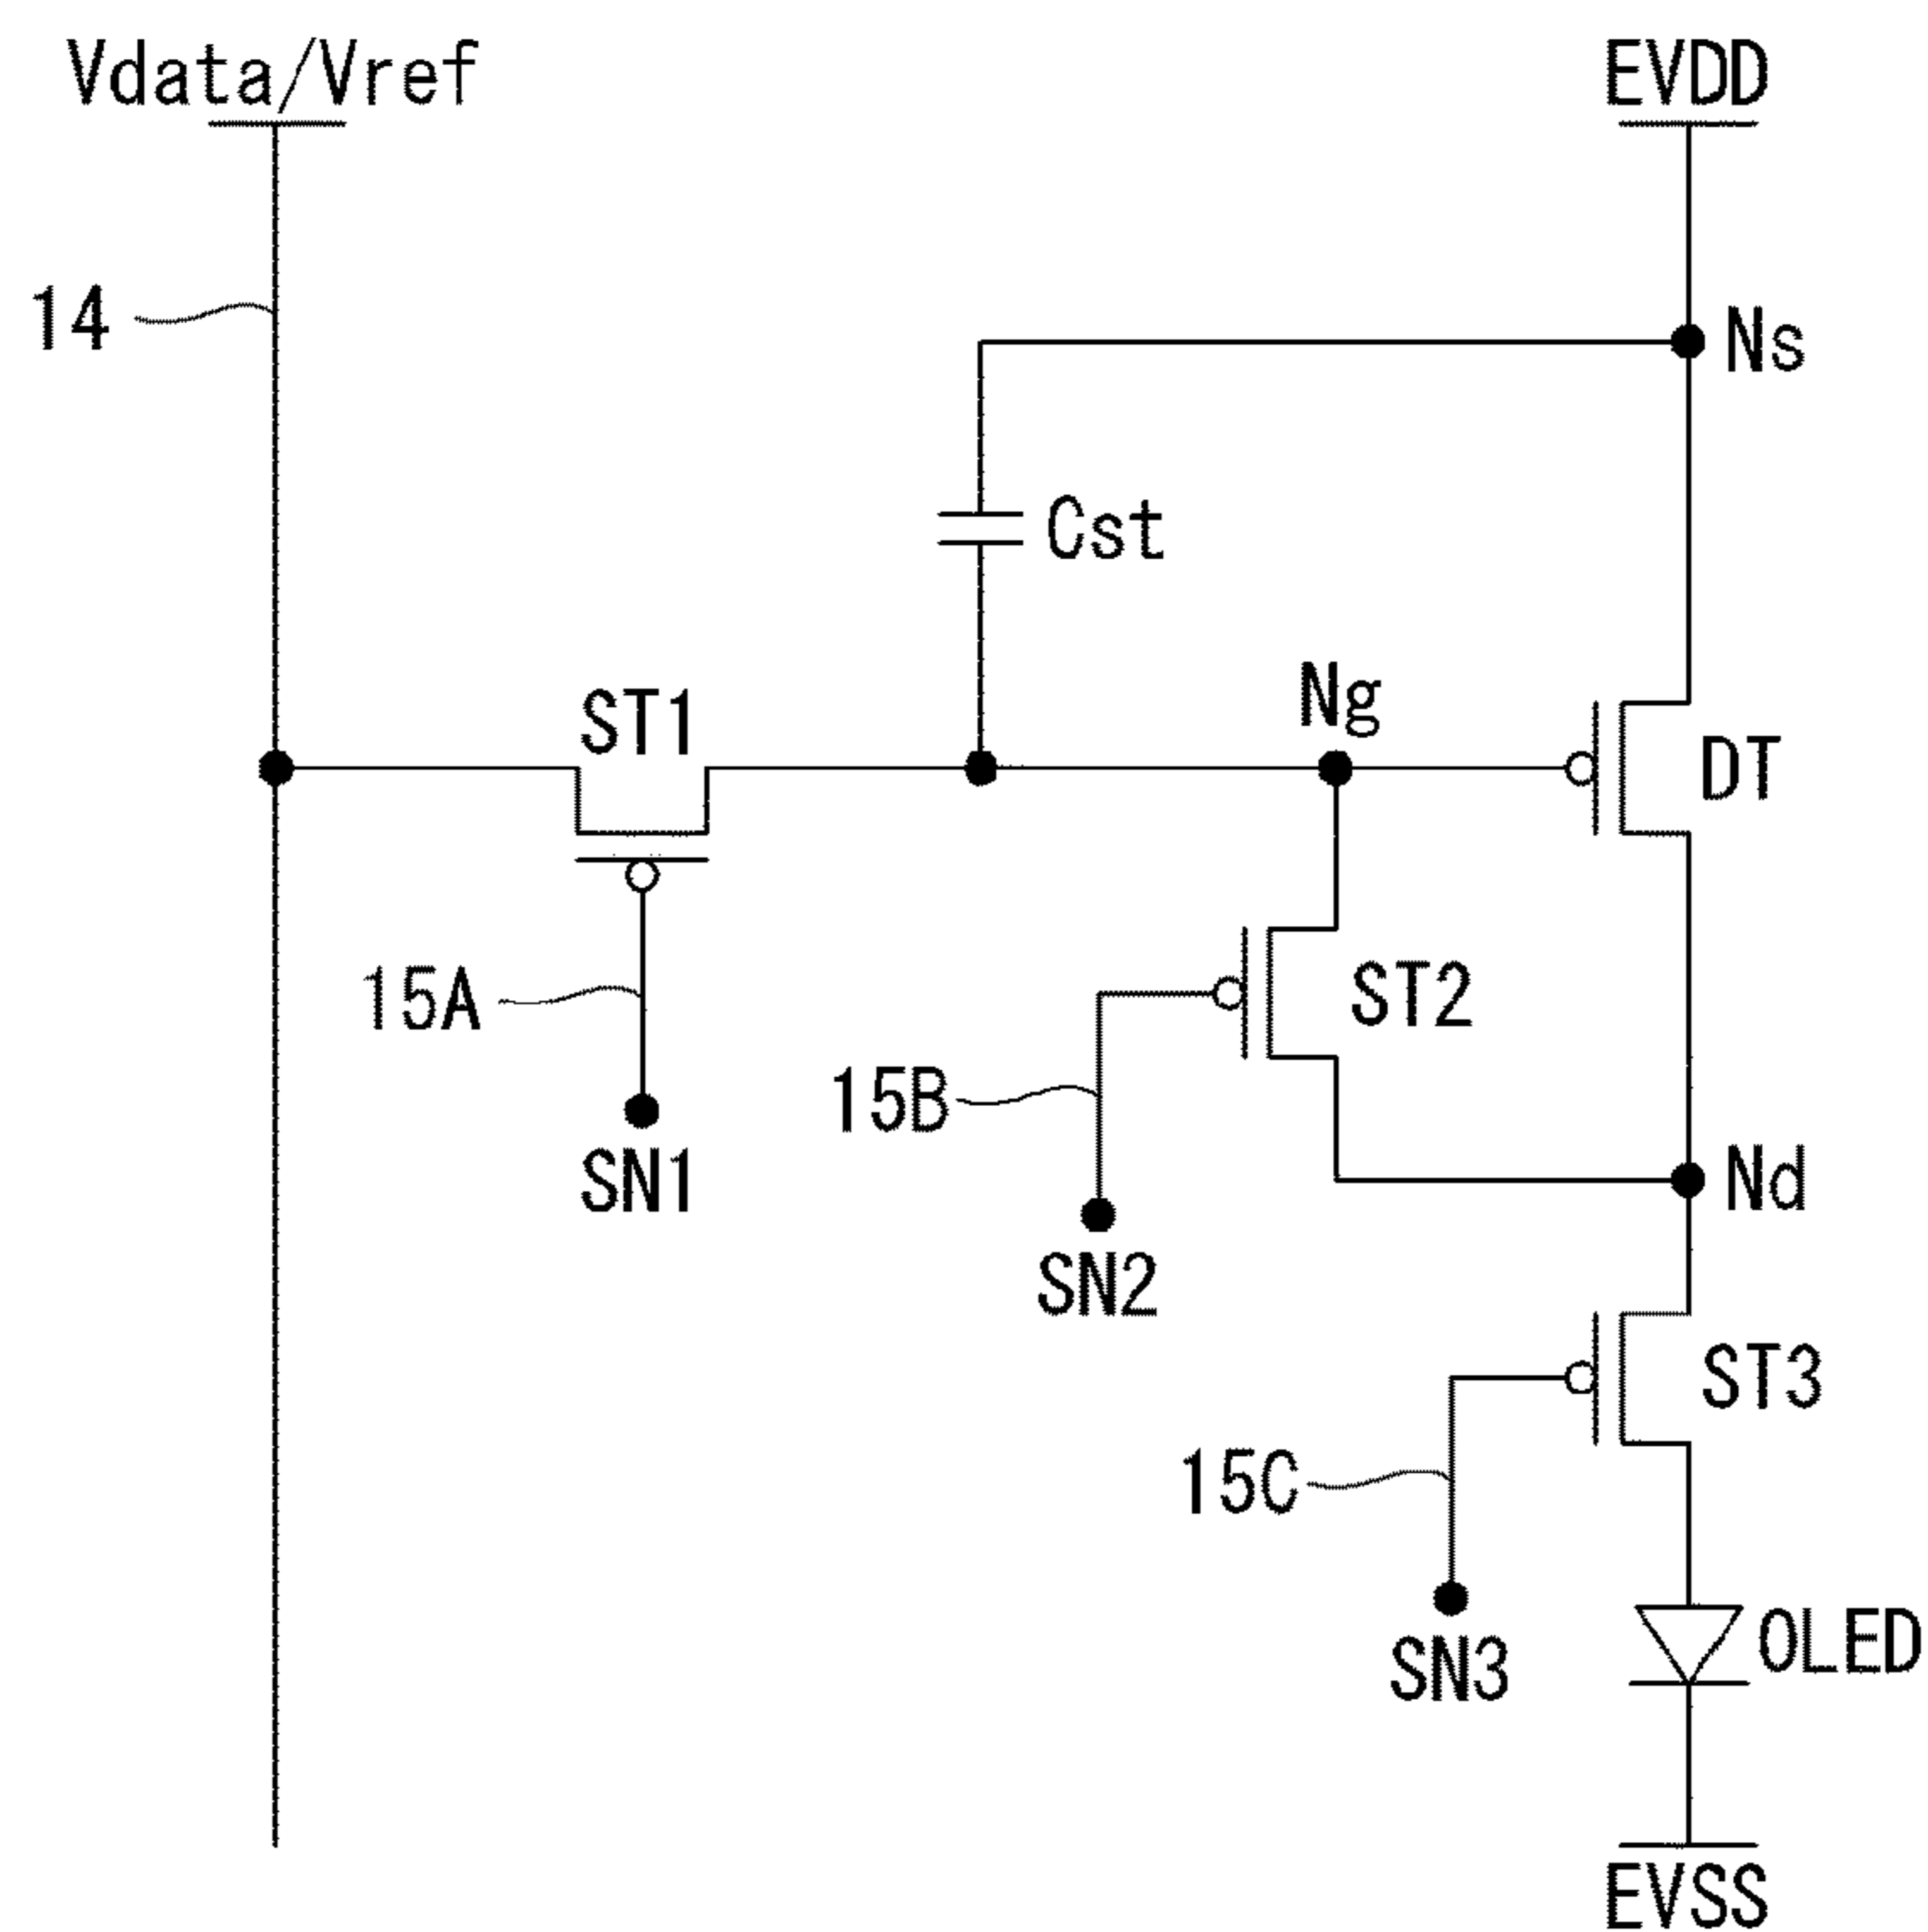 Vdata/Vref
EVDD
14
Ns
Cst
Ng
ST1
DT
15A
ST2
15B
SN1
Nd
SN2
ST3
15C
OLED
SN3
EVSS